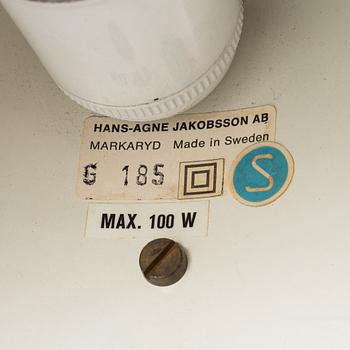 HANS-AGNE JAKOBSSON AB
MARKARYD Made in Sweden
G 185
S
MAX. 100 W